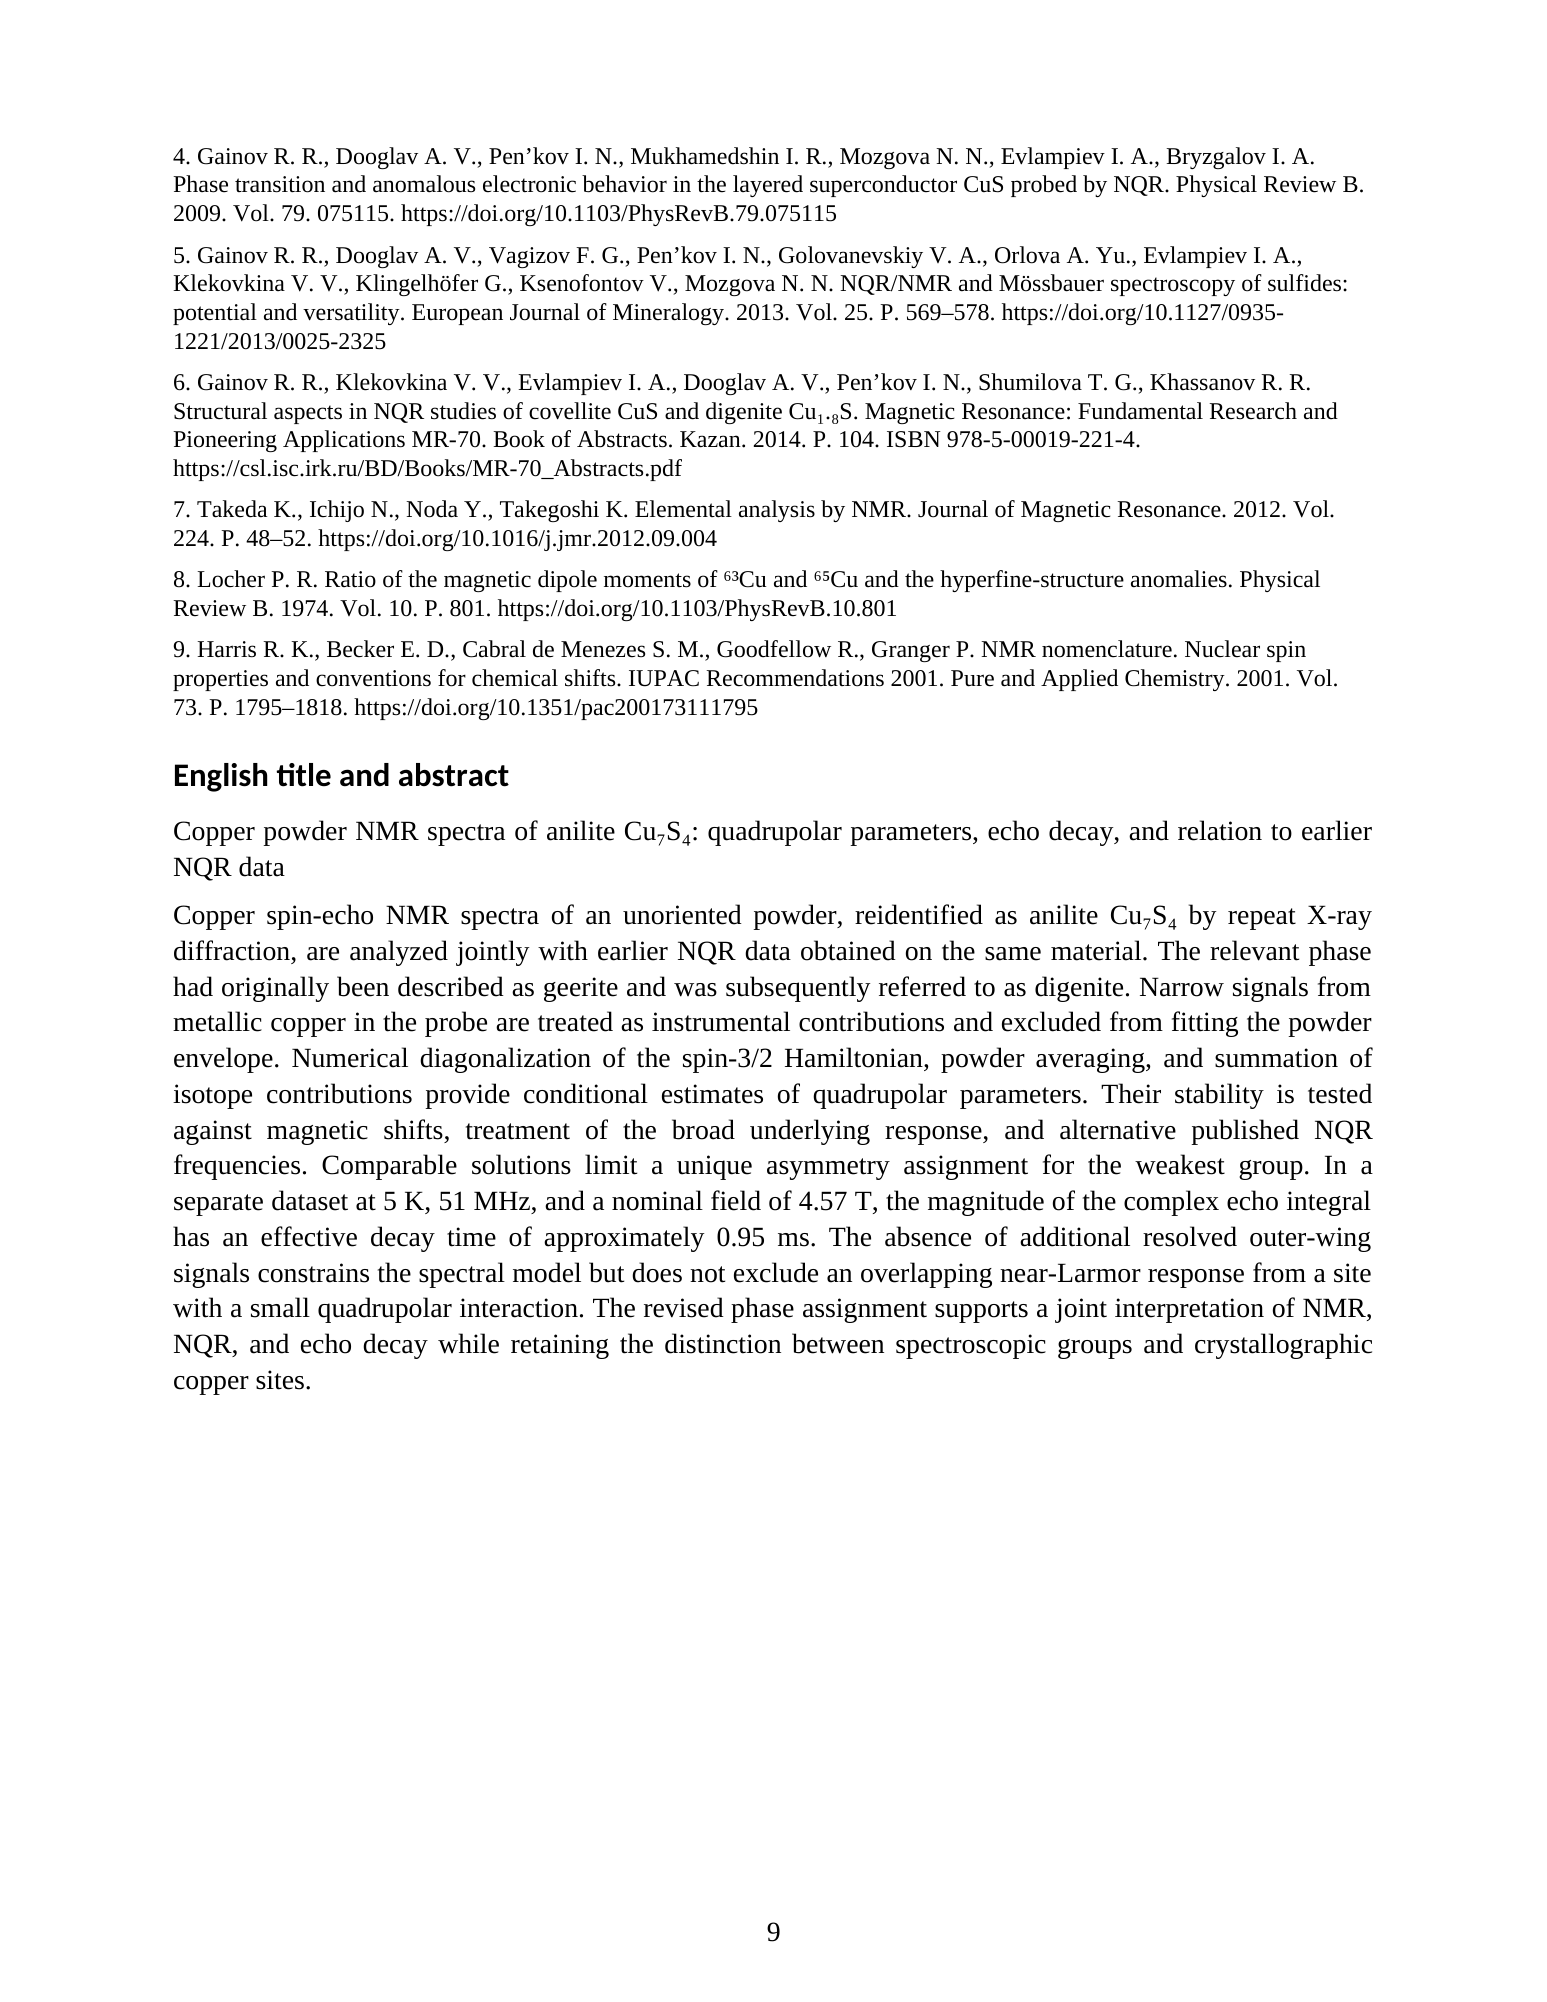 4. Gainov R. R., Dooglav A. V., Pen’kov I. N., Mukhamedshin I. R., Mozgova N. N., Evlampiev I. A., Bryzgalov I. A.
Phase transition and anomalous electronic behavior in the layered superconductor CuS probed by NQR. Physical Review B.
2009. Vol. 79. 075115. https://doi.org/10.1103/PhysRevB.79.075115
5. Gainov R. R., Dooglav A. V., Vagizov F. G., Pen’kov I. N., Golovanevskiy V. A., Orlova A. Yu., Evlampiev I. A.,
Klekovkina V. V., Klingelhöfer G., Ksenofontov V., Mozgova N. N. NQR/NMR and Mössbauer spectroscopy of sulfides:
potential and versatility. European Journal of Mineralogy. 2013. Vol. 25. P. 569–578. https://doi.org/10.1127/0935-
1221/2013/0025-2325
6. Gainov R. R., Klekovkina V. V., Evlampiev I. A., Dooglav A. V., Pen’kov I. N., Shumilova T. G., Khassanov R. R.
Structural aspects in NQR studies of covellite CuS and digenite Cu₁.₈S. Magnetic Resonance: Fundamental Research and
Pioneering Applications MR-70. Book of Abstracts. Kazan. 2014. P. 104. ISBN 978-5-00019-221-4.
https://csl.isc.irk.ru/BD/Books/MR-70_Abstracts.pdf
7. Takeda K., Ichijo N., Noda Y., Takegoshi K. Elemental analysis by NMR. Journal of Magnetic Resonance. 2012. Vol.
224. P. 48–52. https://doi.org/10.1016/j.jmr.2012.09.004
8. Locher P. R. Ratio of the magnetic dipole moments of ⁶³Cu and ⁶⁵Cu and the hyperfine-structure anomalies. Physical
Review B. 1974. Vol. 10. P. 801. https://doi.org/10.1103/PhysRevB.10.801
9. Harris R. K., Becker E. D., Cabral de Menezes S. M., Goodfellow R., Granger P. NMR nomenclature. Nuclear spin
properties and conventions for chemical shifts. IUPAC Recommendations 2001. Pure and Applied Chemistry. 2001. Vol.
73. P. 1795–1818. https://doi.org/10.1351/pac200173111795
English title and abstract
Copper powder NMR spectra of anilite Cu₇S₄: quadrupolar parameters, echo decay, and relation to earlier
NQR data
Copper spin-echo NMR spectra of an unoriented powder, reidentified as anilite Cu₇S₄ by repeat X-ray
diffraction, are analyzed jointly with earlier NQR data obtained on the same material. The relevant phase
had originally been described as geerite and was subsequently referred to as digenite. Narrow signals from
metallic copper in the probe are treated as instrumental contributions and excluded from fitting the powder
envelope. Numerical diagonalization of the spin-3/2 Hamiltonian, powder averaging, and summation of
isotope contributions provide conditional estimates of quadrupolar parameters. Their stability is tested
against magnetic shifts, treatment of the broad underlying response, and alternative published NQR
frequencies. Comparable solutions limit a unique asymmetry assignment for the weakest group. In a
separate dataset at 5 K, 51 MHz, and a nominal field of 4.57 T, the magnitude of the complex echo integral
has an effective decay time of approximately 0.95 ms. The absence of additional resolved outer-wing
signals constrains the spectral model but does not exclude an overlapping near-Larmor response from a site
with a small quadrupolar interaction. The revised phase assignment supports a joint interpretation of NMR,
NQR, and echo decay while retaining the distinction between spectroscopic groups and crystallographic
copper sites.
9